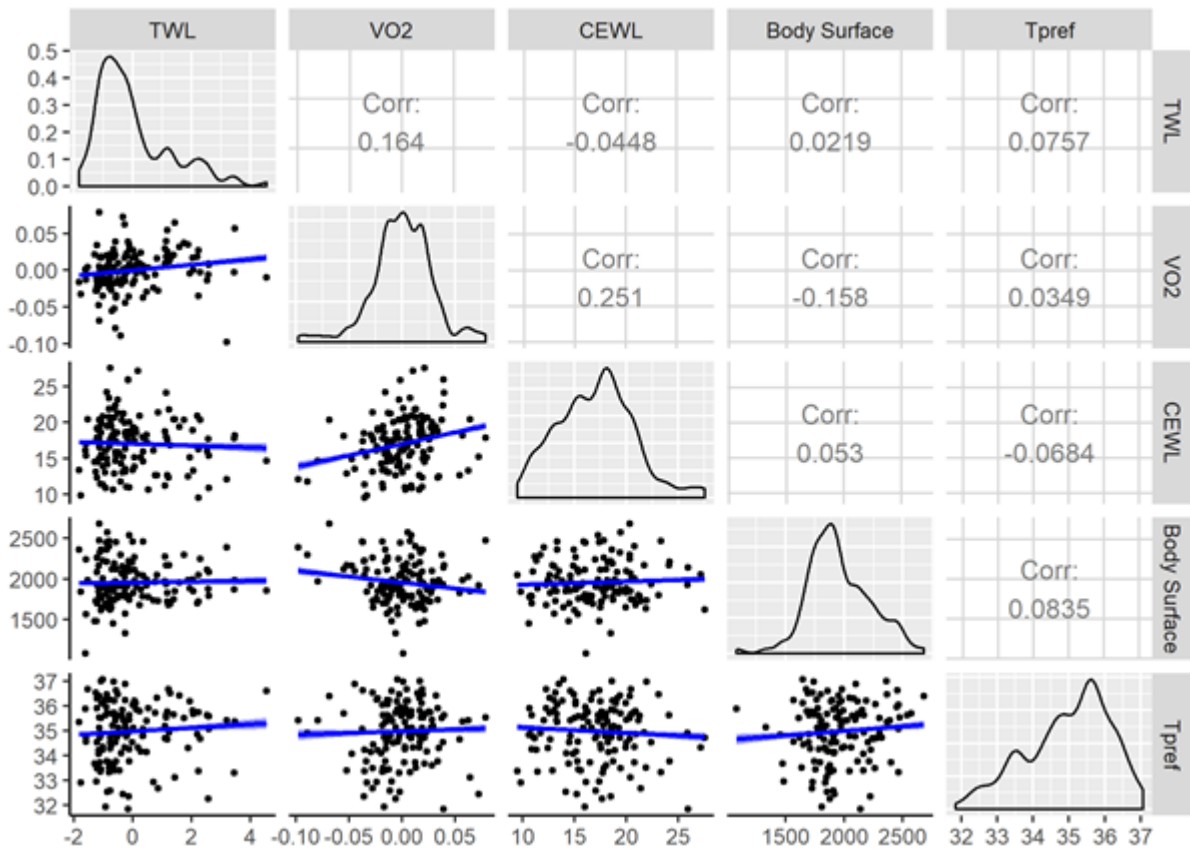 TWL VO2 CEWL Body Surface Tpref
0.5
0.4
0.3
0.2
0.1
0.0
Corr:
0.164
Corr:
-0.0448
Corr:
0.0219
Corr:
0.0757
TWL
0.05
0.00
-0.05
-0.10
Corr:
0.251
Corr:
-0.158
Corr:
0.0349
VO2
25
20
15
10
Corr:
0.053
Corr:
-0.0684
CEWL
2500
2000
1500
Corr:
0.0835
Body Surface
37
36
35
34
33
32
Tpref
-2 0 2 4 -0.10 -0.05 0.00 0.05 10 15 20 25 1500 2000 2500 32 33 34 35 36 37